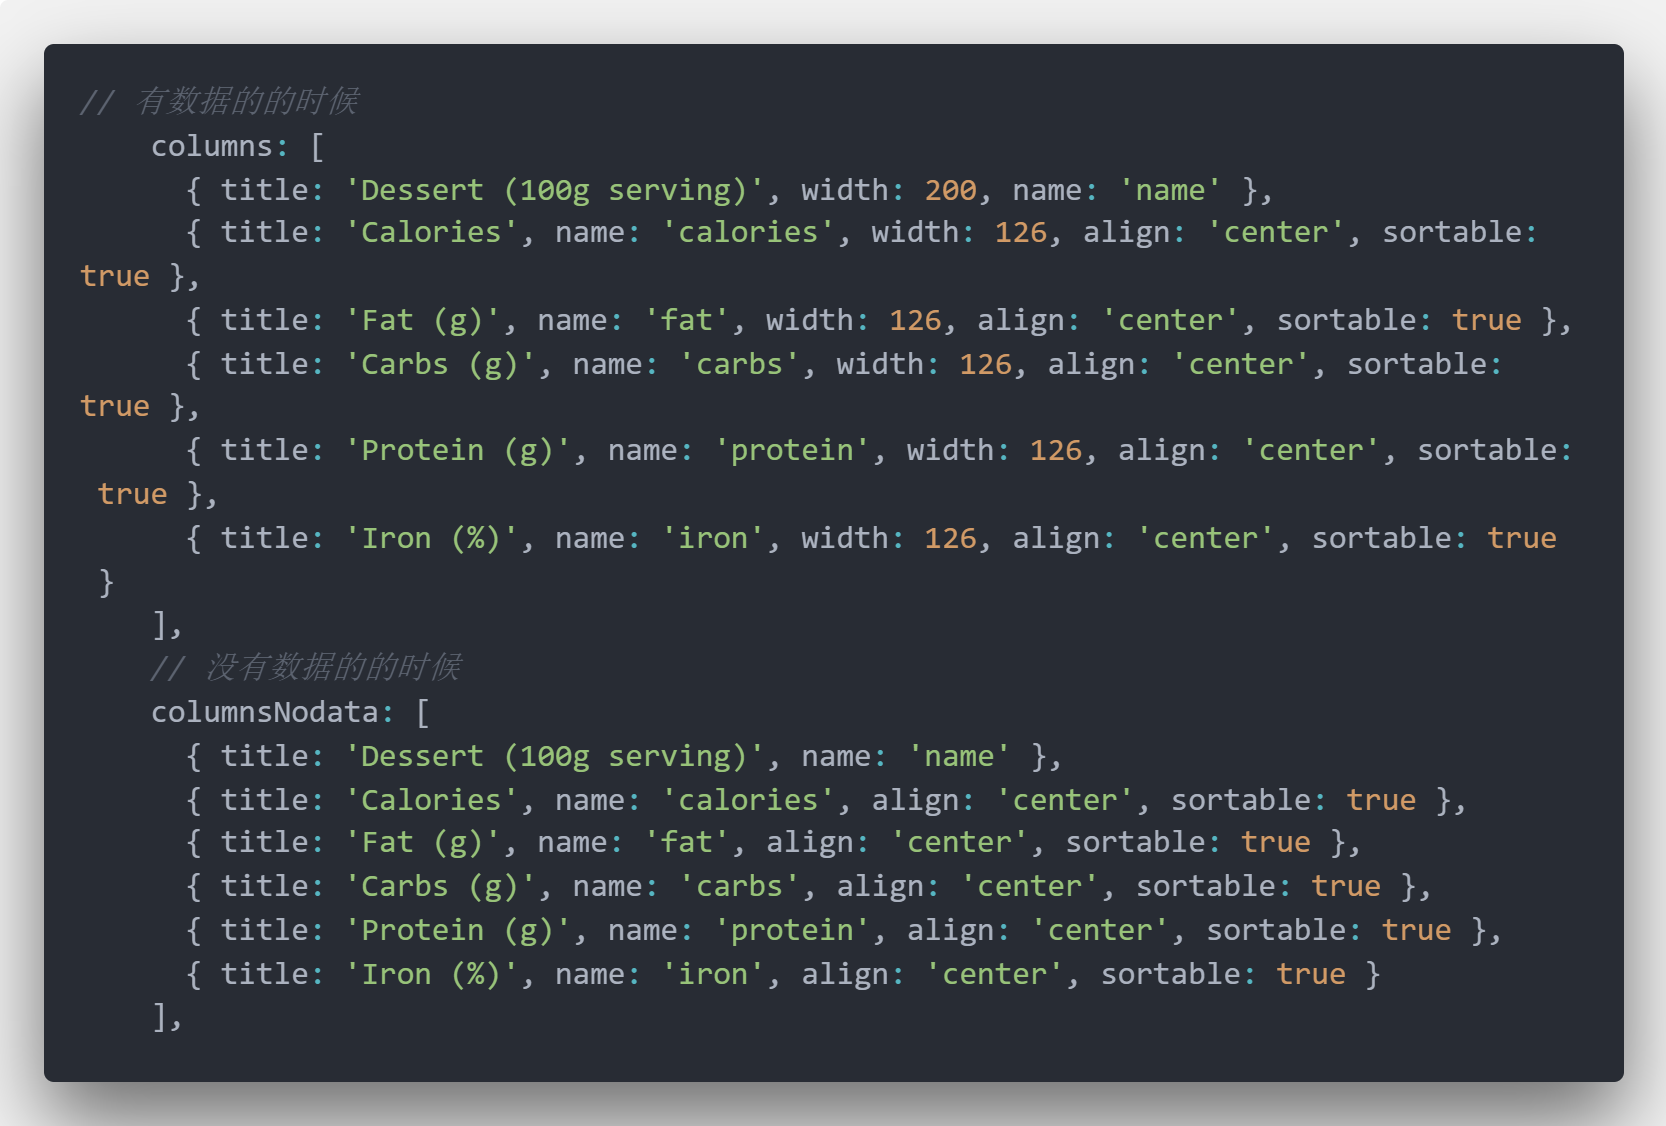 // 有数据的的时候
columns: [
{ title: 'Dessert (100g serving)', width: 200, name: 'name' },
{ title: 'Calories', name: 'calories', width: 126, align: 'center', sortable:
true },
{ title: 'Fat (g)', name: 'fat', width: 126, align: 'center', sortable: true },
{ title: 'Carbs (g)', name: 'carbs', width: 126, align: 'center', sortable:
true },
{ title: 'Protein (g)', name: 'protein', width: 126, align: 'center', sortable:
true },
{ title: 'Iron (%)', name: 'iron', width: 126, align: 'center', sortable: true
}
],
// 没有数据的的时候
columnsNodata: [
{ title: 'Dessert (100g serving)', name: 'name' },
{ title: 'Calories', name: 'calories', align: 'center', sortable: true },
{ title: 'Fat (g)', name: 'fat', align: 'center', sortable: true },
{ title: 'Carbs (g)', name: 'carbs', align: 'center', sortable: true },
{ title: 'Protein (g)', name: 'protein', align: 'center', sortable: true },
{ title: 'Iron (%)', name: 'iron', align: 'center', sortable: true }
],